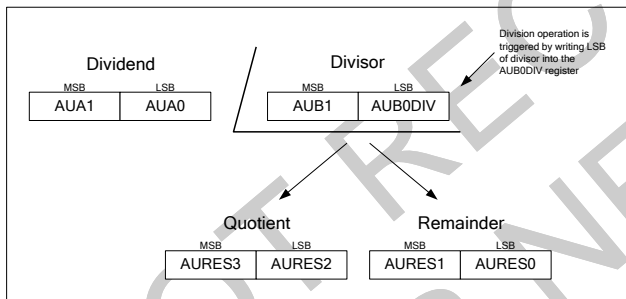 Division operation is
triggered by writing LSB
of divisor into the
AUB0DIV register
Dividend
Divisor
MSB LSB
AUA1 AUA0
MSB LSB
AUB1 AUB0DIV
Quotient
Remainder
MSB LSB
AURES3 AURES2
MSB LSB
AURES1 AURES0